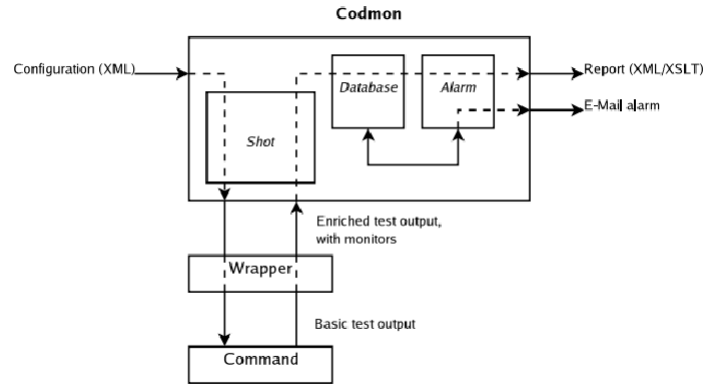 Codmon
Configuration (XML)
Report (XML/XSLT)
Database
Alarm
E-Mail alarm
Shot
Enriched test output,
with monitors
Wrapper
Basic test output
Command